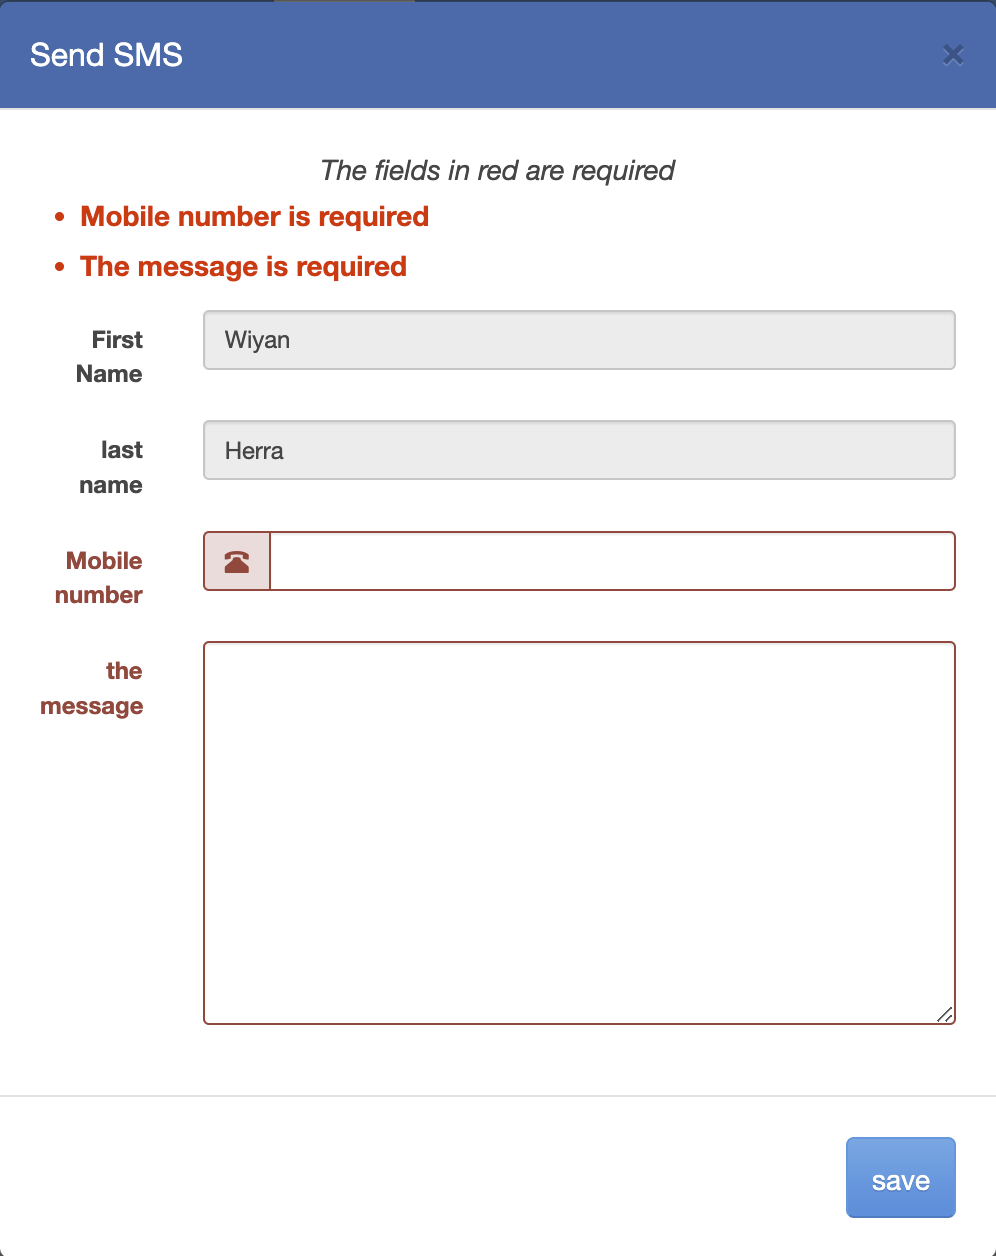 Send SMS
The fields in red are required
• Mobile number is required
• The message is required
First
Name
Wiyan
last
name
Herra
Mobile
number
the
message
save